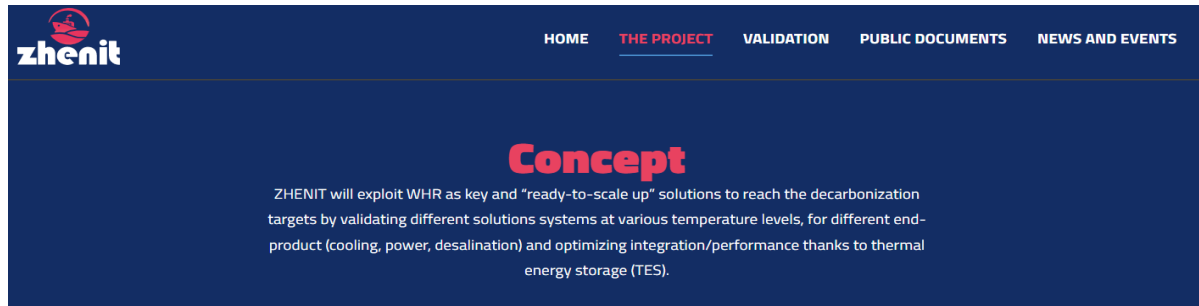 zhenit
HOME THE PROJECT VALIDATION PUBLIC DOCUMENTS NEWS AND EVENTS
Concept
ZHENIT will exploit WHR as key and “ready-to-scale up” solutions to reach the decarbonization
targets by validating different solutions systems at various temperature levels, for different end-
product (cooling, power, desalination) and optimizing integration/performance thanks to thermal
energy storage (TES).